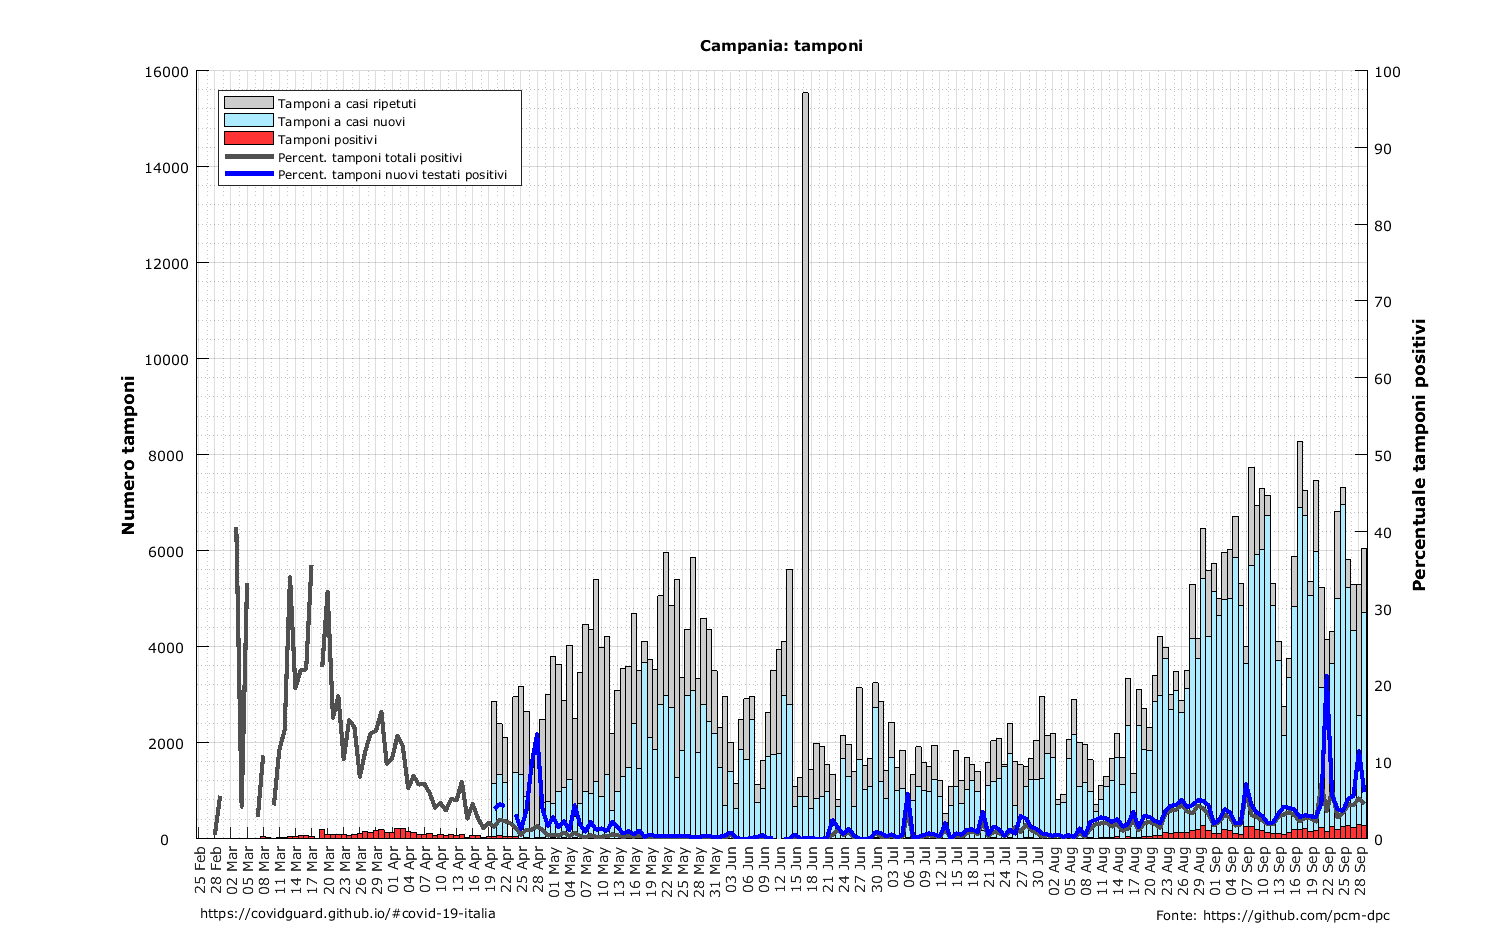 Campania: tamponi
16000
14000
12000
10000
8000
6000
4000
2000
0
Numero tamponi
100
90
80
70
60
50
40
30
20
10
0
Percentuale tamponi positivi
Tamponi a casi ripetuti
Tamponi a casi nuovi
Tamponi positivi
Percent. tamponi totali positivi
Percent. tamponi nuovi testati positivi
25 Feb
28 Feb
02 Mar
05 Mar
08 Mar
11 Mar
14 Mar
17 Mar
20 Mar
23 Mar
26 Mar
29 Mar
01 Apr
04 Apr
07 Apr
10 Apr
13 Apr
16 Apr
19 Apr
22 Apr
25 Apr
28 Apr
01 May
04 May
07 May
10 May
13 May
16 May
19 May
22 May
25 May
28 May
31 May
03 Jun
06 Jun
09 Jun
12 Jun
15 Jun
18 Jun
21 Jun
24 Jun
27 Jun
30 Jun
03 Jul
06 Jul
09 Jul
12 Jul
15 Jul
18 Jul
21 Jul
24 Jul
27 Jul
30 Jul
02 Aug
05 Aug
08 Aug
11 Aug
14 Aug
17 Aug
20 Aug
23 Aug
26 Aug
29 Aug
01 Sep
04 Sep
07 Sep
10 Sep
13 Sep
16 Sep
19 Sep
22 Sep
25 Sep
28 Sep
https://covidguard.github.io/#covid-19-italia
Fonte: https://github.com/pcm-dpc